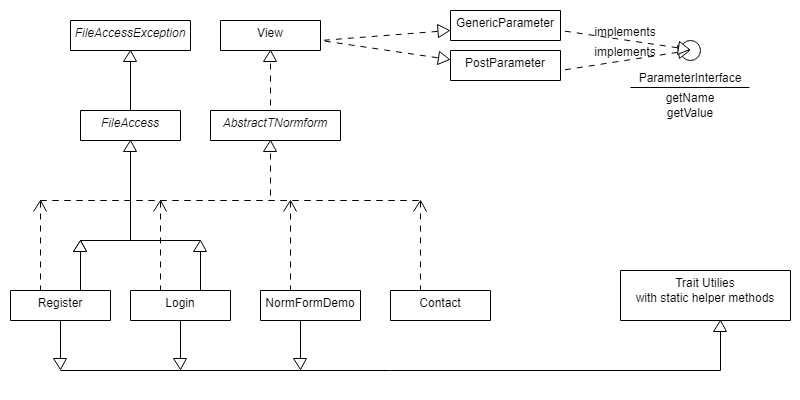 FileAccessException
View
GenericParameter
implements
PostParameter
implements
ParameterInterface
getName
getValue
FileAccess
AbstractTNormform
Register
Login
NormFormDemo
Contact
Trait Utilies
with static helper methods